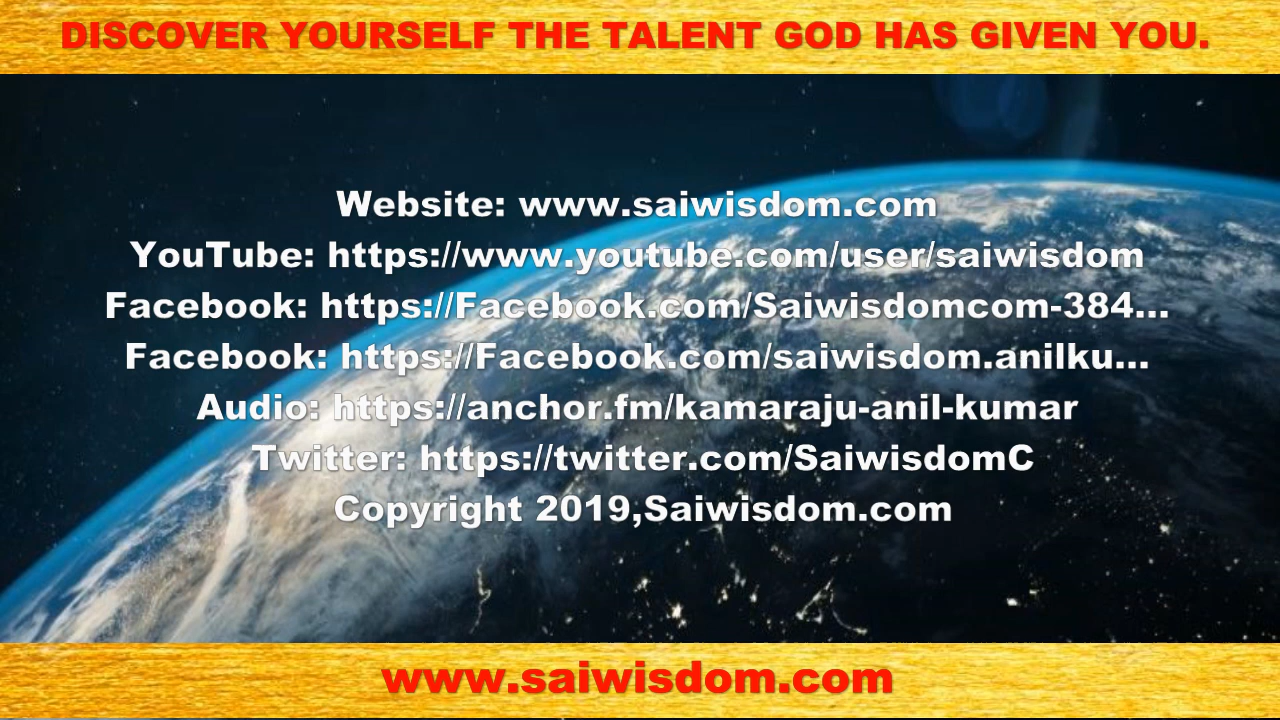 DISCOVER YOURSELF THE TALENT GOD HAS GIVEN YOU.
Website: www.saiwisdom.com
YouTube: https://www.youtube.com/user/saiwisdom
Facebook: https://Facebook.com/Saiwisdomcom-384...
Facebook: https://Facebook.com/saiwisdom.anilku...
Audio: https://anchor.fm/kamaraju-anil-kumar
Twitter: https://twitter.com/SaiwisdomC
Copyright 2019,Saiwisdom.com
www.saiwisdom.com